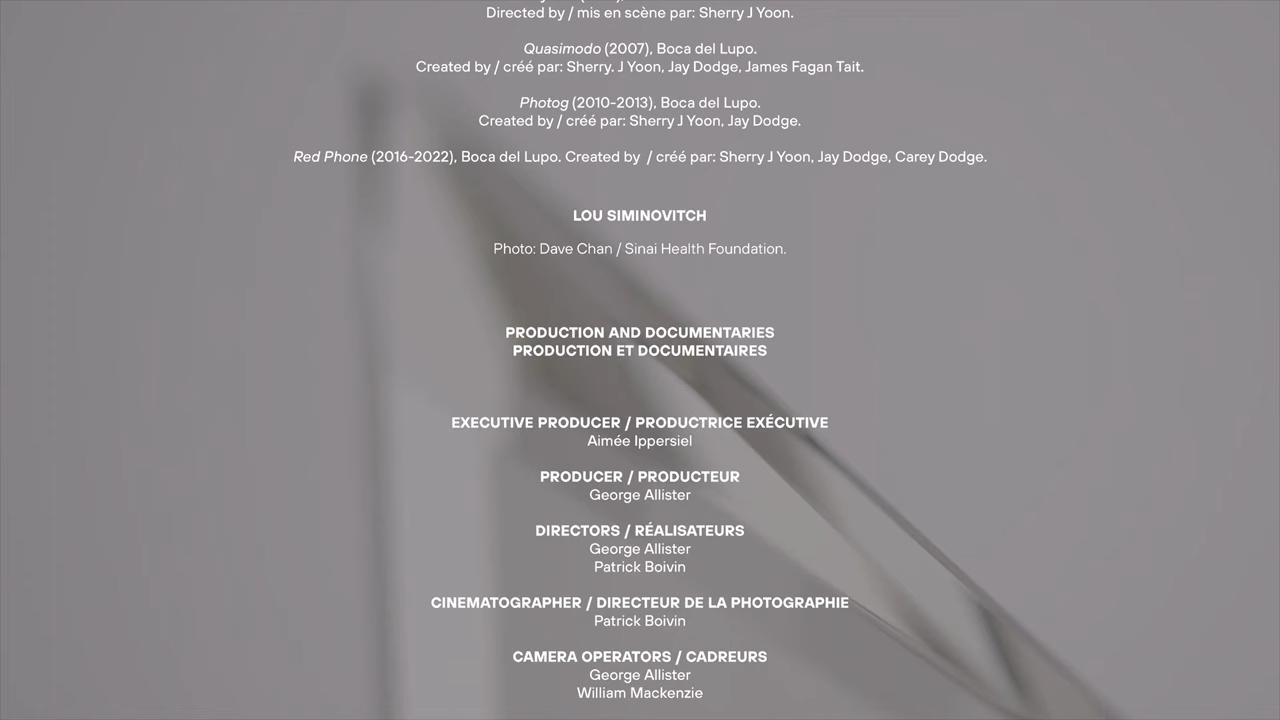 Directed by / mis en scène par: Sherry J Yoon.
Quasimodo (2007), Boca del Lupo.
Created by / créé par: Sherry. J Yoon, Jay Dodge, James Fagan Tait.
Photog (2010-2013), Boca del Lupo.
Created by / créé par: Sherry J Yoon, Jay Dodge.
Red Phone (2016-2022), Boca del Lupo. Created by / créé par: Sherry J Yoon, Jay Dodge, Carey Dodge.
LOU SIMINOVITCH
Photo: Dave Chan / Sinai Health Foundation.
PRODUCTION AND DOCUMENTARIES
PRODUCTION ET DOCUMENTAIRES
EXECUTIVE PRODUCER / PRODUCTRICE EXÉCUTIVE
Aimée Ippersiel
PRODUCER / PRODUCTEUR
George Allister
DIRECTORS / RÉALISATEURS
George Allister
Patrick Boivin
CINEMATOGRAPHER / DIRECTEUR DE LA PHOTOGRAPHIE
Patrick Boivin
CAMERA OPERATORS / CADREURS
George Allister
William Mackenzie